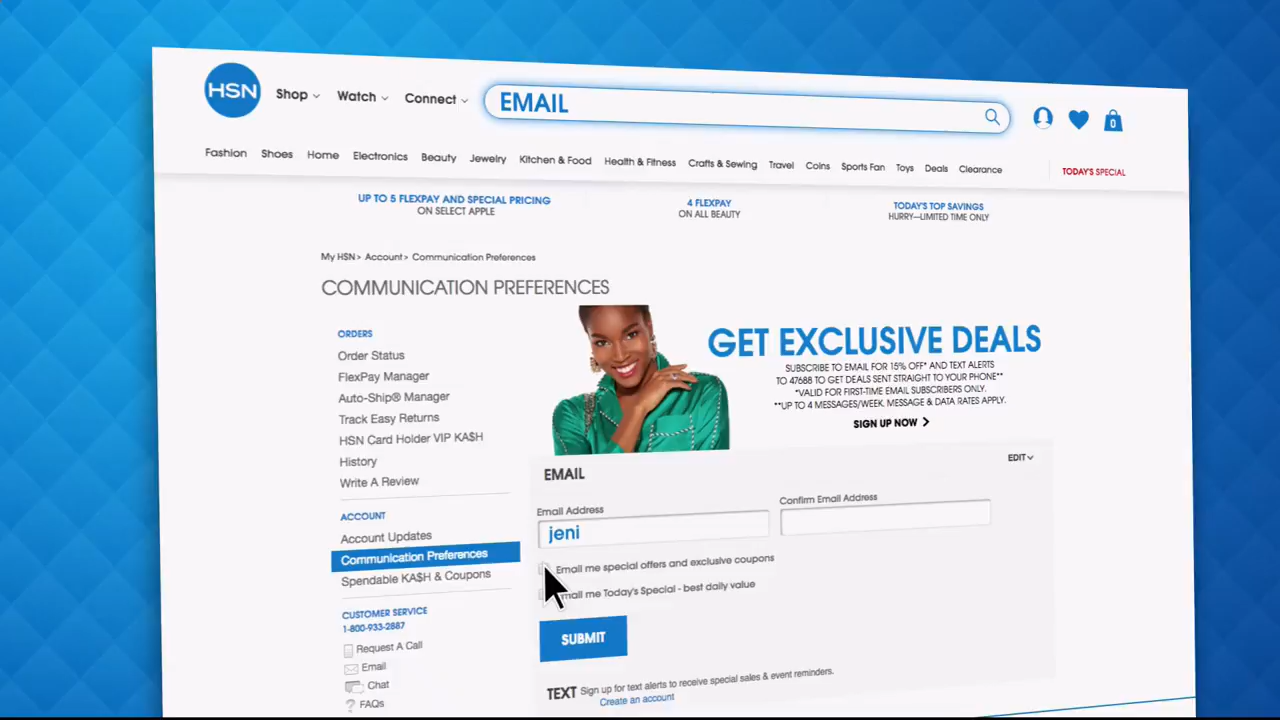 HSN
Shop
Watch
Connect
EMAIL
0
Fashion Shoes Home Electronics Beauty Jewelry Kitchen & Food Health & Fitness Crafts & Sewing Travel Coins Sports Fan Toys Deals Clearance TODAY'S SPECIAL
UP TO 5 FLEXPAY AND SPECIAL PRICING
ON SELECT APPLE
4 FLEXPAY
ON ALL BEAUTY
TODAY'S TOP SAVINGS
HURRY—LIMITED TIME ONLY
My HSN> Account> Communication Preferences
COMMUNICATION PREFERENCES
ORDERS
Order Status
FlexPay Manager
Auto-Ship® Manager
Track Easy Returns
HSN Card Holder VIP KA$H
History
Write A Review
ACCOUNT
Account Updates
Communication Preferences
Spendable KA$H & Coupons
CUSTOMER SERVICE
1-800-933-2887
Request A Call
Email
Chat
FAQs
GET EXCLUSIVE DEALS
SUBSCRIBE TO EMAIL FOR 15% OFF* AND TEXT ALERTS
TO 47688 TO GET DEALS SENT STRAIGHT TO YOUR PHONE**
*VALID FOR FIRST-TIME EMAIL SUBSCRIBERS ONLY.
**UP TO 4 MESSAGES/WEEK. MESSAGE & DATA RATES APPLY.
SIGN UP NOW >
EMAIL
EDIT
Email Address
Confirm Email Address
jeni
Email me special offers and exclusive coupons
mail me Today's Special - best daily value
SUBMIT
TEXT Sign up for text alerts to receive special sales & event reminders.
Create an account